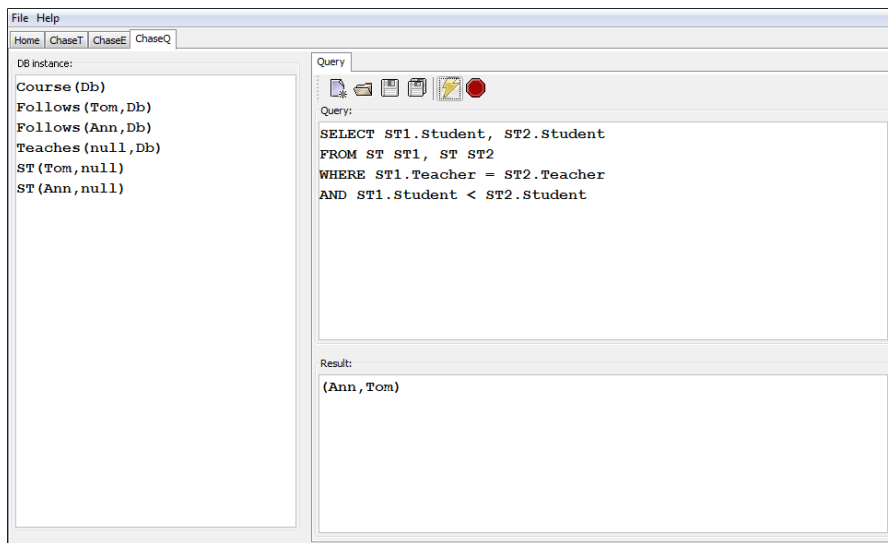 File Help
Home ChaseT ChaseE ChaseQ
DB instance:
Course(Db)
Follows(Tom,Db)
Follows(Ann,Db)
Teaches(null,Db)
ST(Tom,null)
ST(Ann,null)
Query
Query:
SELECT ST1.Student, ST2.Student
FROM ST ST1, ST ST2
WHERE ST1.Teacher = ST2.Teacher
AND ST1.Student < ST2.Student
Result:
(Ann,Tom)